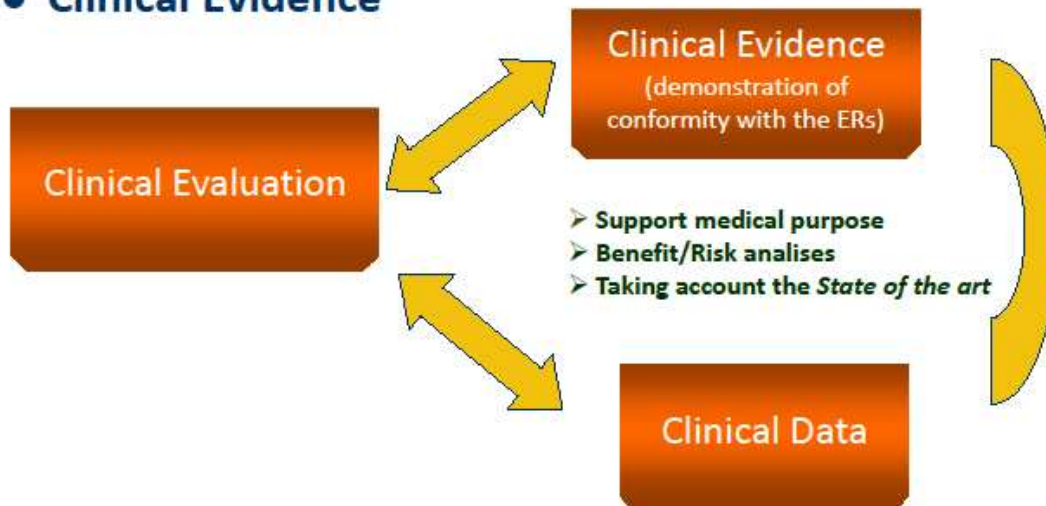 • Clinical Evidence
Clinical Evidence
(demonstration of
conformity with the ERs)
Clinical Evaluation
➢ Support medical purpose
➢ Benefit/Risk analises
➢ Taking account the State of the art
Clinical Data